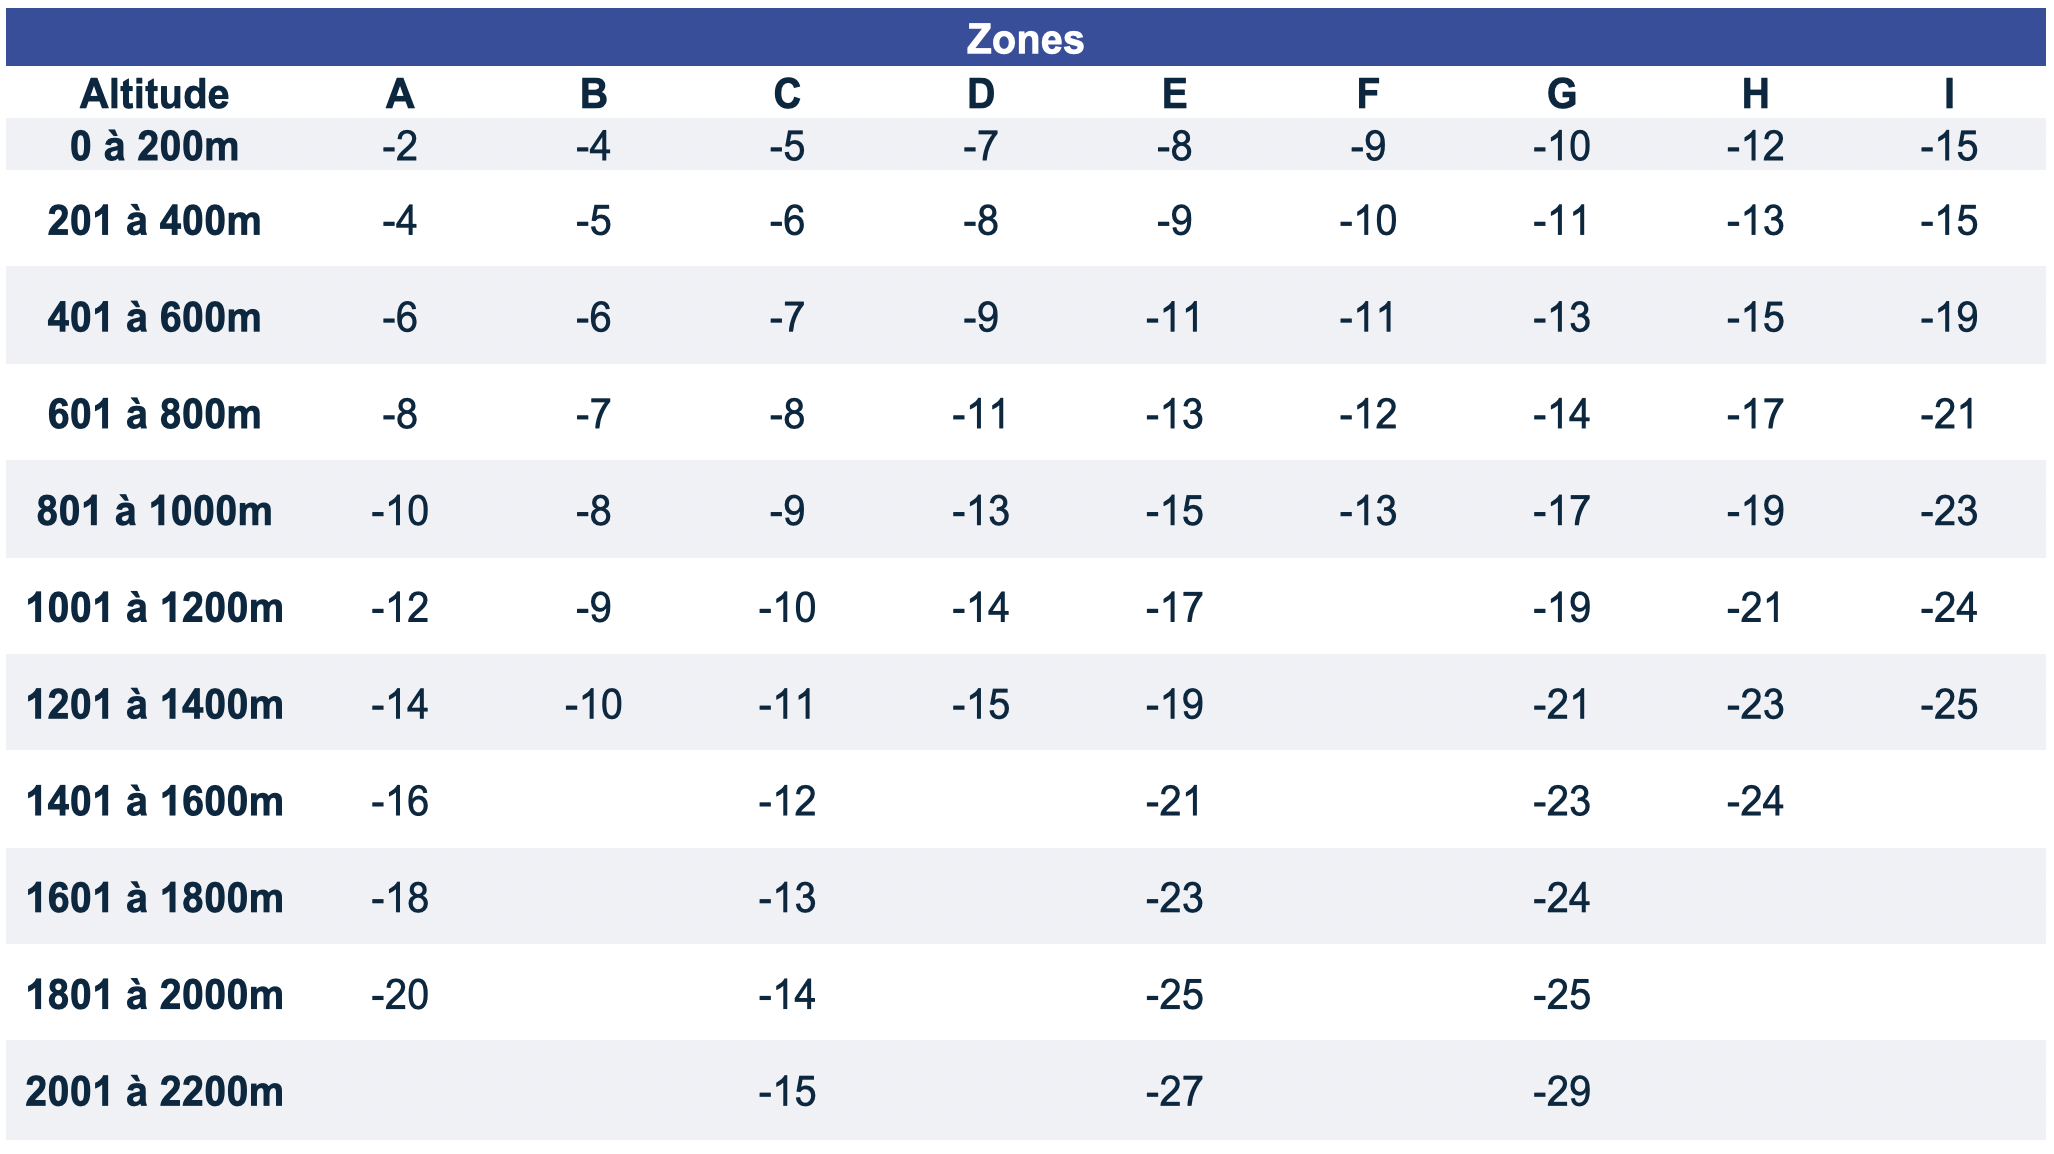 Zones
Altitude A B C D E F G H I
0 à 200m -2 -4 -5 -7 -8 -9 -10 -12 -15
201 à 400m -4 -5 -6 -8 -9 -10 -11 -13 -15
401 à 600m -6 -6 -7 -9 -11 -11 -13 -15 -19
601 à 800m -8 -7 -8 -11 -13 -12 -14 -17 -21
801 à 1000m -10 -8 -9 -13 -15 -13 -17 -19 -23
1001 à 1200m -12 -9 -10 -14 -17 -19 -21 -24
1201 à 1400m -14 -10 -11 -15 -19 -21 -23 -25
1401 à 1600m -16 -12 -21 -23 -24
1601 à 1800m -18 -13 -23 -24
1801 à 2000m -20 -14 -25 -25
2001 à 2200m -15 -27 -29